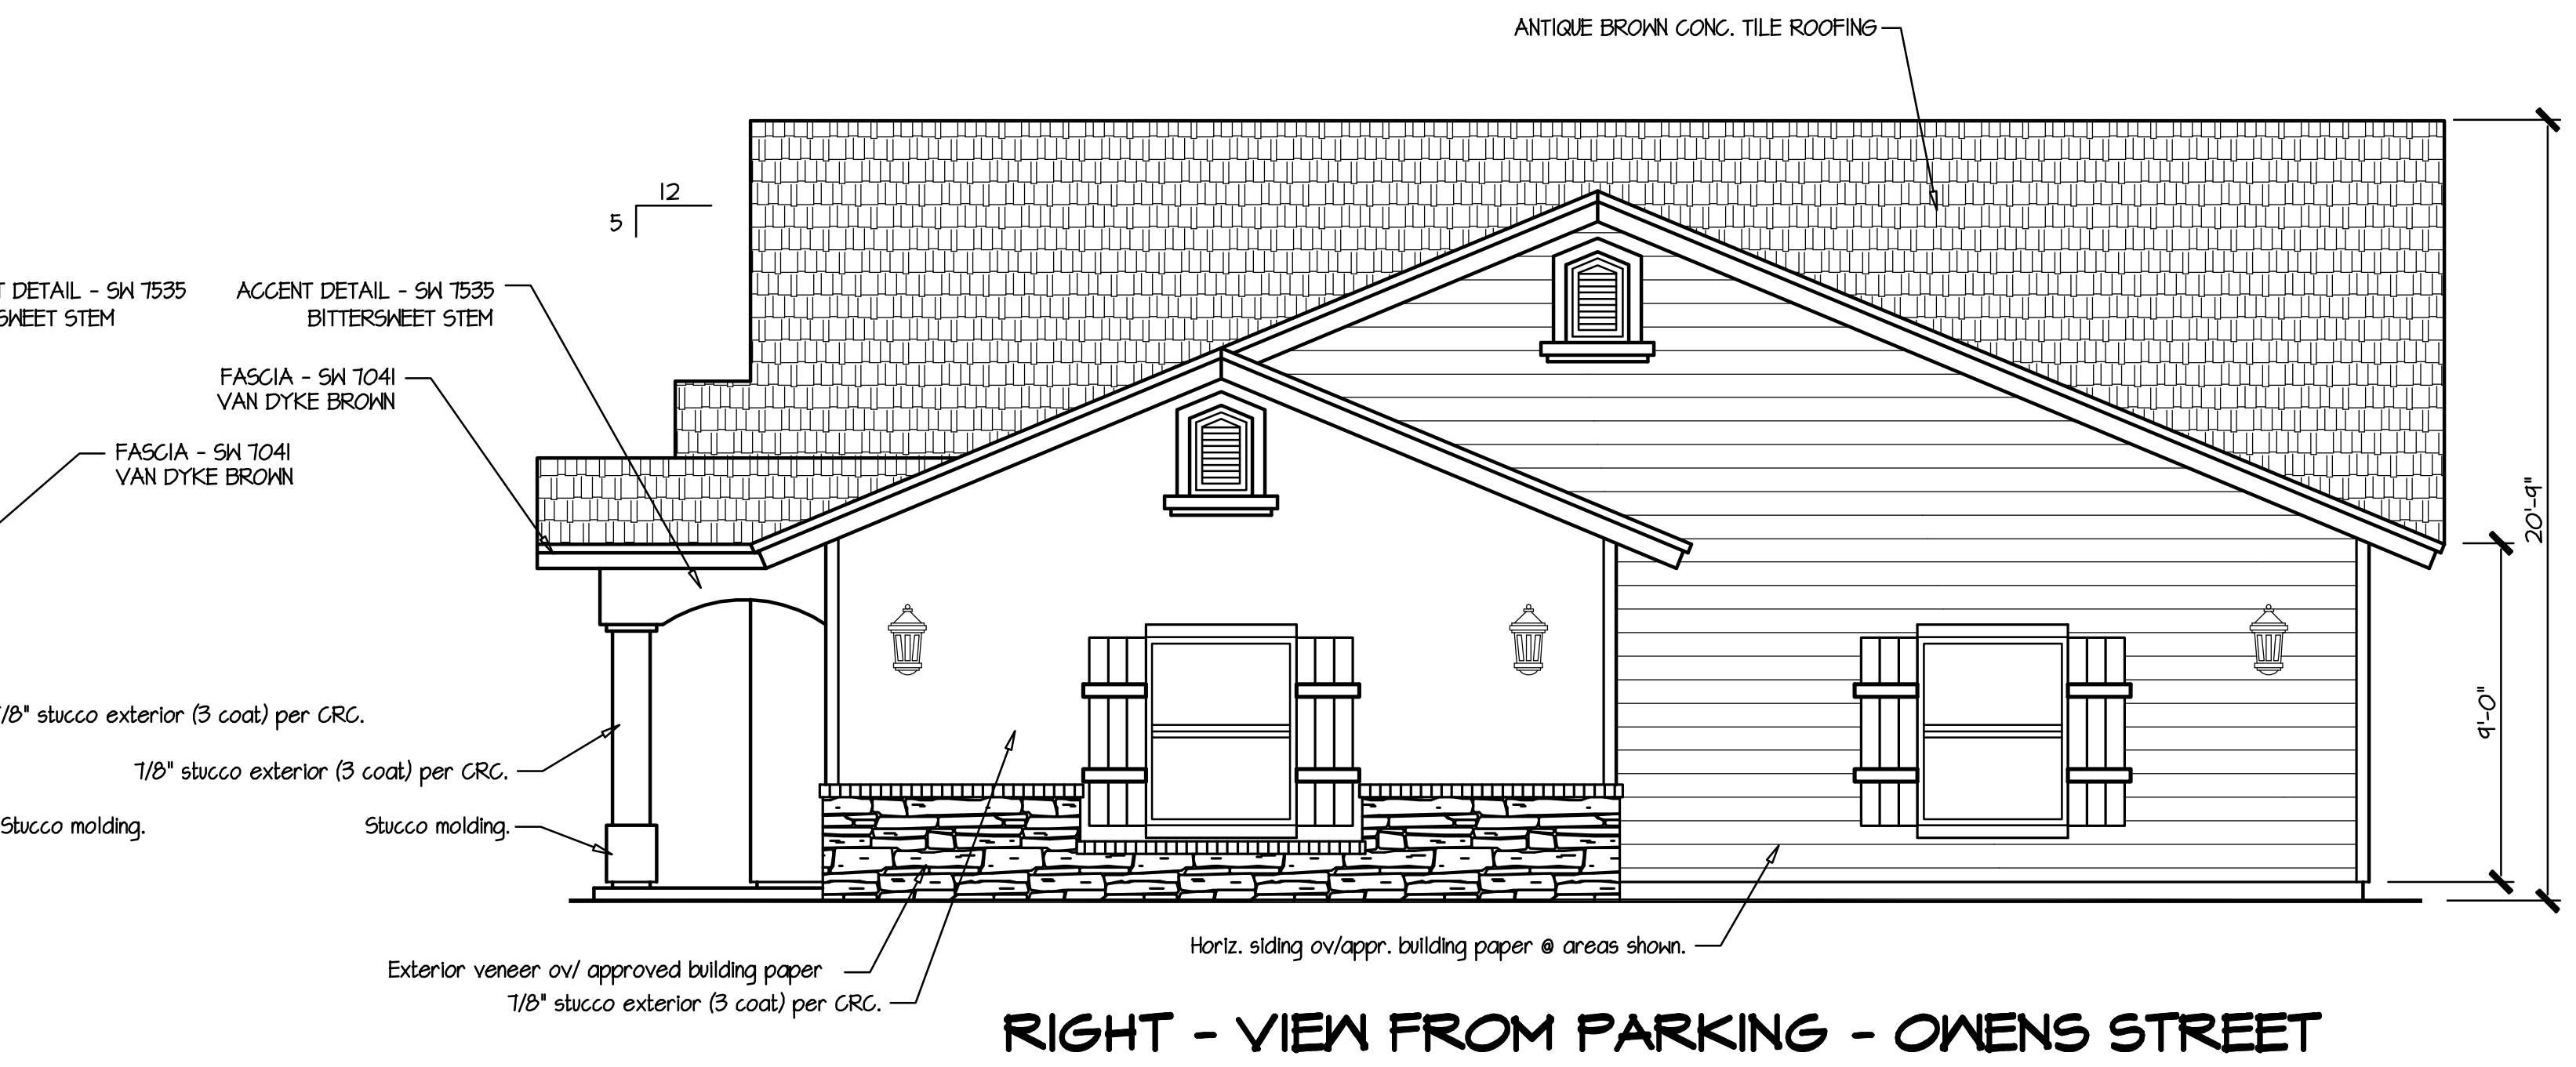 ANTIQUE BROWN CONC. TILE ROOFING
12
5
T DETAIL - SW 7535
SWEET STEM
ACCENT DETAIL - SW 7535
BITTERSWEET STEM
FASCIA - SW 7041
VAN DYKE BROWN
FASCIA - SW 7041
VAN DYKE BROWN
20'-9"
9'-0"
7/8" stucco exterior (3 coat) per CRC.
7/8" stucco exterior (3 coat) per CRC.
Stucco molding.
Stucco molding.
Horiz. siding ov/appr. building paper @ areas shown.
Exterior veneer ov/ approved building paper
7/8" stucco exterior (3 coat) per CRC.
RIGHT - VIEW FROM PARKING - OWENS STREET